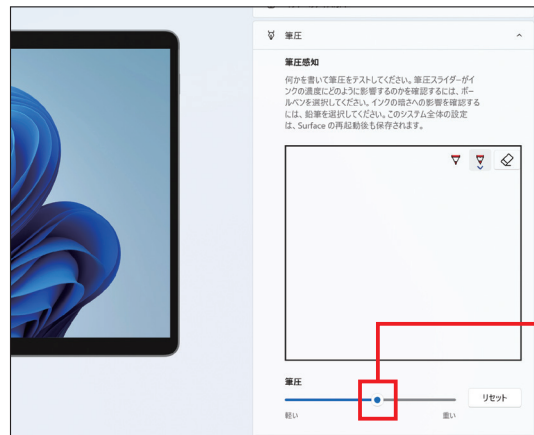 筆圧
筆圧感知
何かを書いて筆圧をテストしてください。筆圧スライダーがイ
ンクの濃度にどのように影響するのかを確認するには、ボー
ルペンを選択してください。インクの暗さへの影響を確認する
には、鉛筆を選択してください。このシステム全体の設定
は、Surface の再起動後も保存されます。
筆圧
リセット
軽い
重い